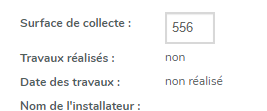 Surface de collecte : 556
Travaux réalisés : non
Date des travaux : non réalisé
Nom de l'installateur :